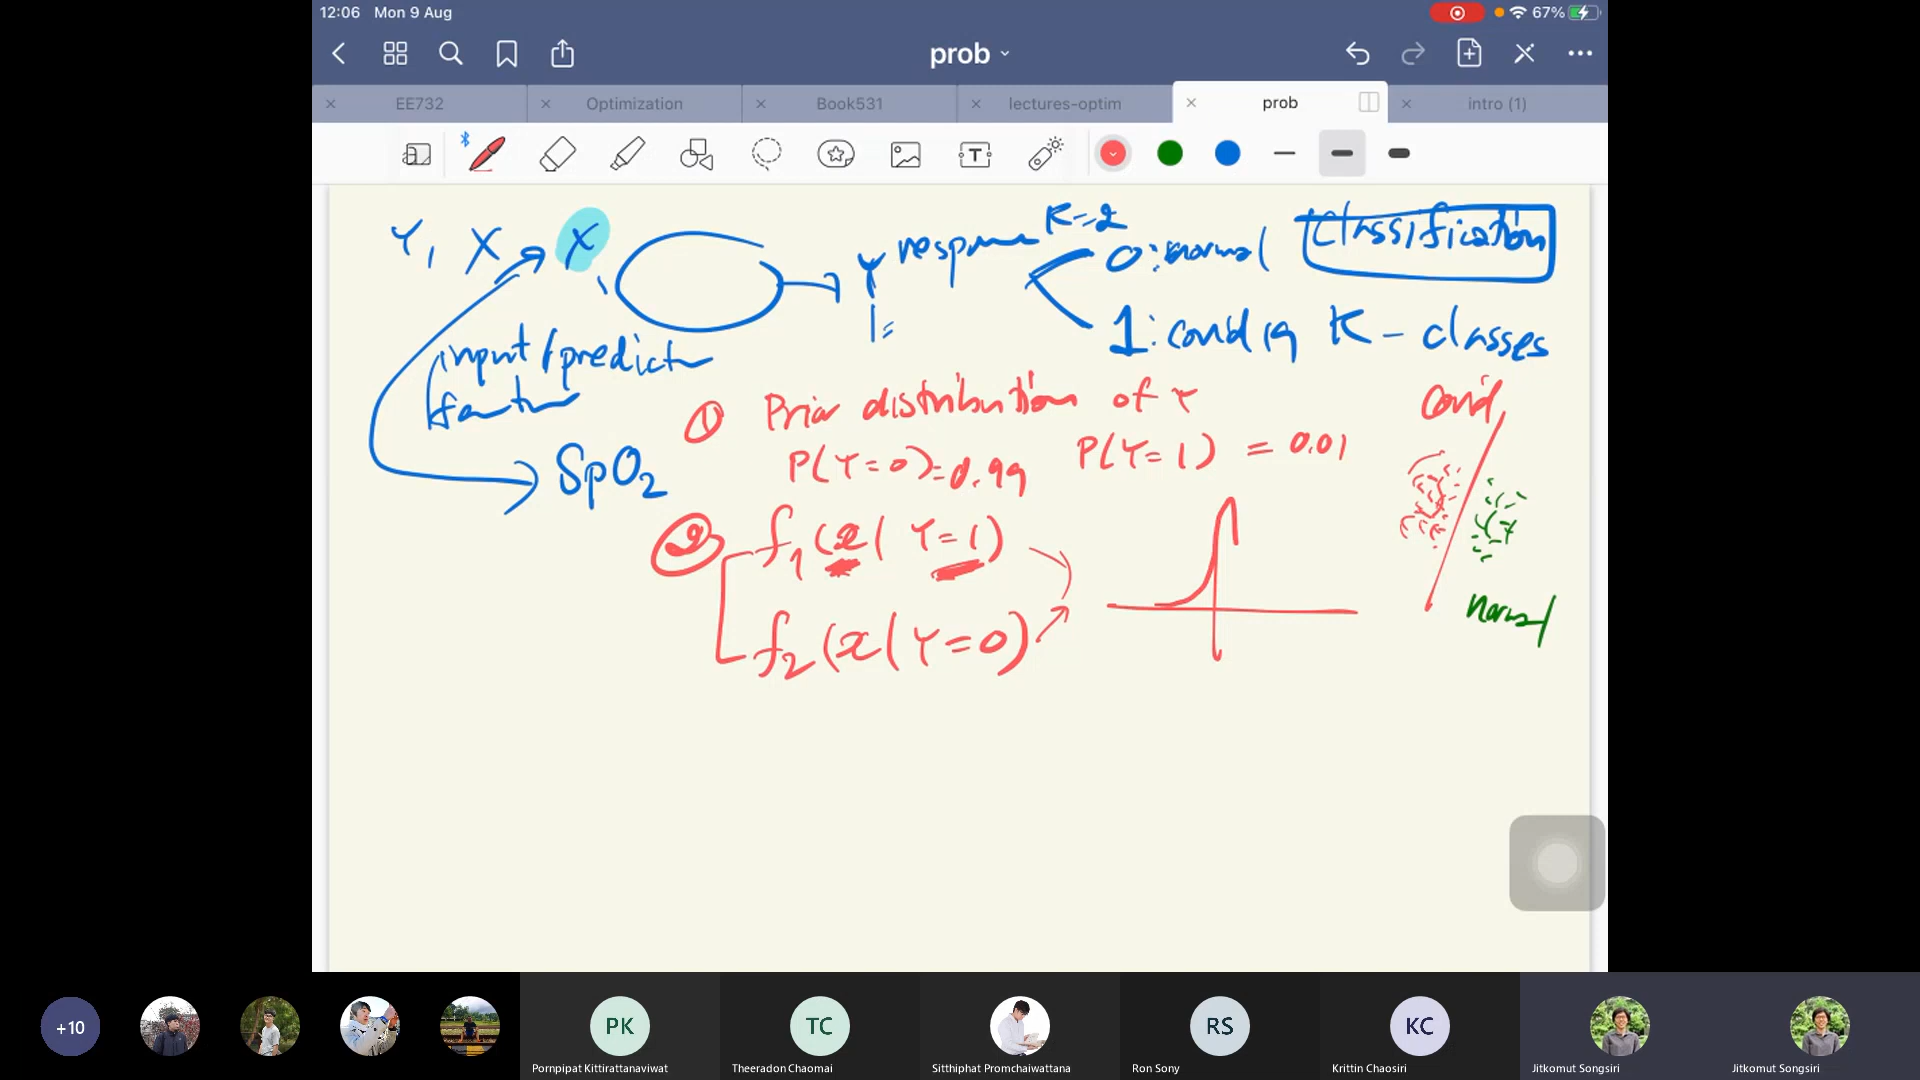 12:06 Mon 9 Aug
67%
prob
EE732
Optimization
Book531
lectures-optim
prob
intro (1)
Y, X X
Y response K=2
0: normal
Classification
1: covid 19 K - classes
input/predictor
SpO2
① Prior distribution of Y
P(Y=0)=0.99 P(Y=1) = 0.01
covid
② f1(x| Y=1)
f2(x|Y=0)
normal
+10
PK
TC
RS
KC
Pornpipat Kittirattanaviwat
Theeradon Chaomai
Sitthiphat Promchaiwattana
Ron Sony
Krittin Chaosiri
Jitkomut Songsiri
Jitkomut Songsiri